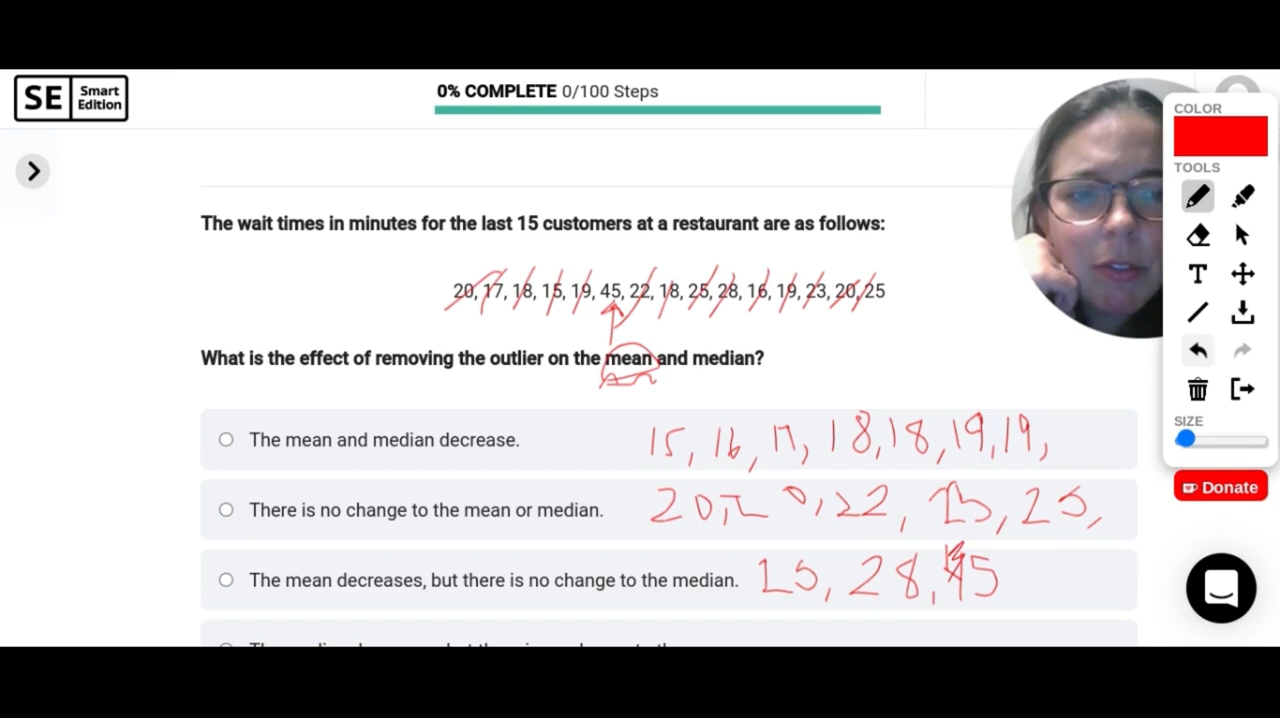 SE Smart Edition
0% COMPLETE 0/100 Steps
COLOR
TOOLS
T
SIZE
Donate
The wait times in minutes for the last 15 customers at a restaurant are as follows:
20, 17, 18, 15, 19, 45, 22, 18, 25, 28, 16, 19, 23, 20, 25
What is the effect of removing the outlier on the mean and median?
The mean and median decrease.
15, 16, 17, 18, 18, 19, 19,
There is no change to the mean or median.
20, 20, 22, 23, 25,
The mean decreases, but there is no change to the median.
25, 28, 45